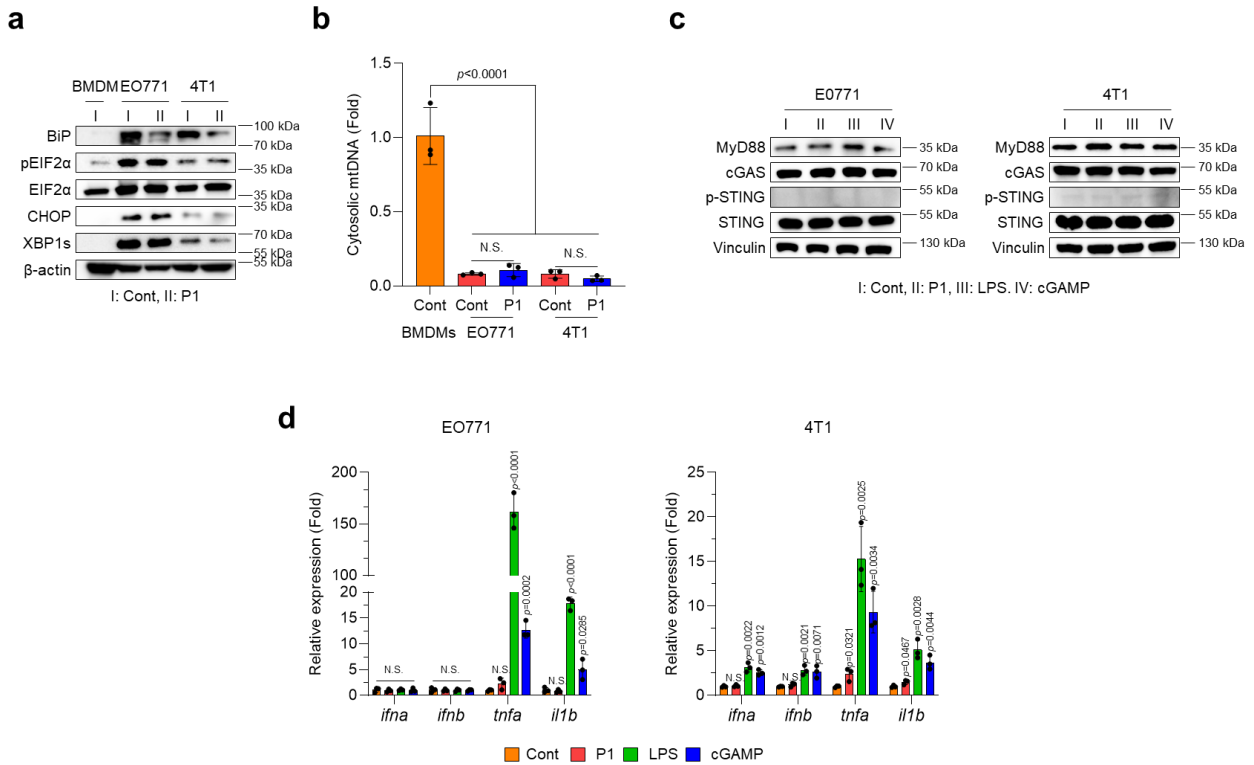 a
BMDM EO771 4T1
I I II I II
BiP
100 kDa
70 kDa
pEIF2α
35 kDa
EIF2α
35 kDa
CHOP
35 kDa
XBP1s
70 kDa
55 kDa
β-actin
55 kDa
I: Cont, II: P1
b
Cytosolic mtDNA (Fold)
1.5
1.0
0.5
0.0
p<0.0001
N.S.
N.S.
Cont Cont P1 Cont P1
BMDMs EO771 4T1
c
E0771
I II III IV
MyD88
35 kDa
cGAS
70 kDa
p-STING
55 kDa
STING
55 kDa
Vinculin
130 kDa
4T1
I II III IV
MyD88
35 kDa
cGAS
70 kDa
p-STING
55 kDa
STING
55 kDa
Vinculin
130 kDa
I: Cont, II: P1, III: LPS. IV: cGAMP
d
EO771
Relative expression (Fold)
200
150
100
20
15
10
5
0
N.S.
N.S.
N.S.
p<0.0001
p=0.0002
N.S.
p<0.0001
p=0.0285
ifna ifnb tnfa il1b
4T1
Relative expression (Fold)
25
20
15
10
5
0
N.S.
p=0.0022
p=0.0012
N.S.
p=0.0021
p=0.0071
p=0.0321
p=0.0025
p=0.0034
p=0.0467
p=0.0028
p=0.0044
ifna ifnb tnfa il1b
Cont P1 LPS cGAMP